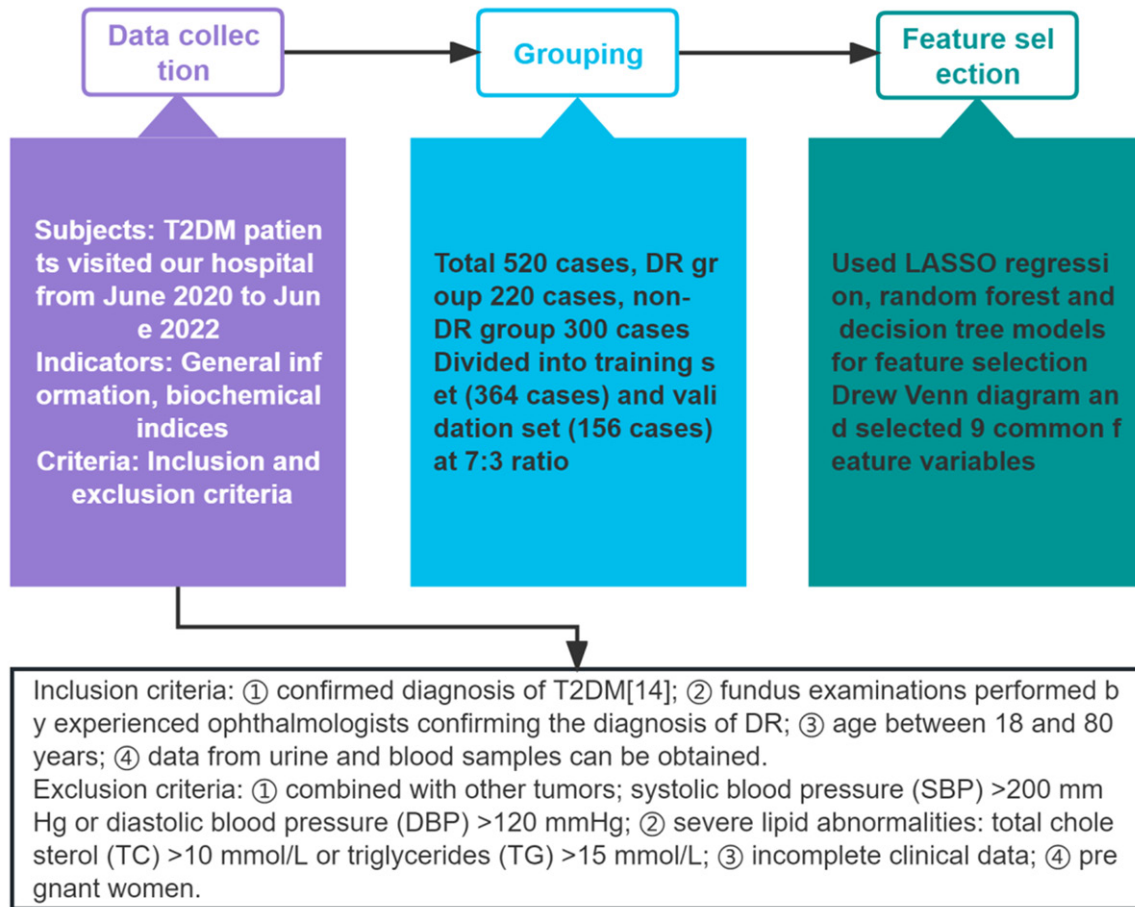 Data collec
tion
Grouping
Feature sel
ection
Subjects: T2DM patien
ts visited our hospital
from June 2020 to Jun
e 2022
Indicators: General inf
ormation, biochemical
indices
Criteria: Inclusion and
exclusion criteria
Total 520 cases, DR gr
oup 220 cases, non-
DR group 300 cases
Divided into training s
et (364 cases) and vali
dation set (156 cases)
at 7:3 ratio
Used LASSO regressi
on, random forest and
decision tree models
for feature selection
Drew Venn diagram an
d selected 9 common f
eature variables
Inclusion criteria: ① confirmed diagnosis of T2DM[14]; ② fundus examinations performed b
y experienced ophthalmologists confirming the diagnosis of DR; ③ age between 18 and 80
years; ④ data from urine and blood samples can be obtained.
Exclusion criteria: ① combined with other tumors; systolic blood pressure (SBP) >200 mm
Hg or diastolic blood pressure (DBP) >120 mmHg; ② severe lipid abnormalities: total chole
sterol (TC) >10 mmol/L or triglycerides (TG) >15 mmol/L; ③ incomplete clinical data; ④ pre
gnant women.